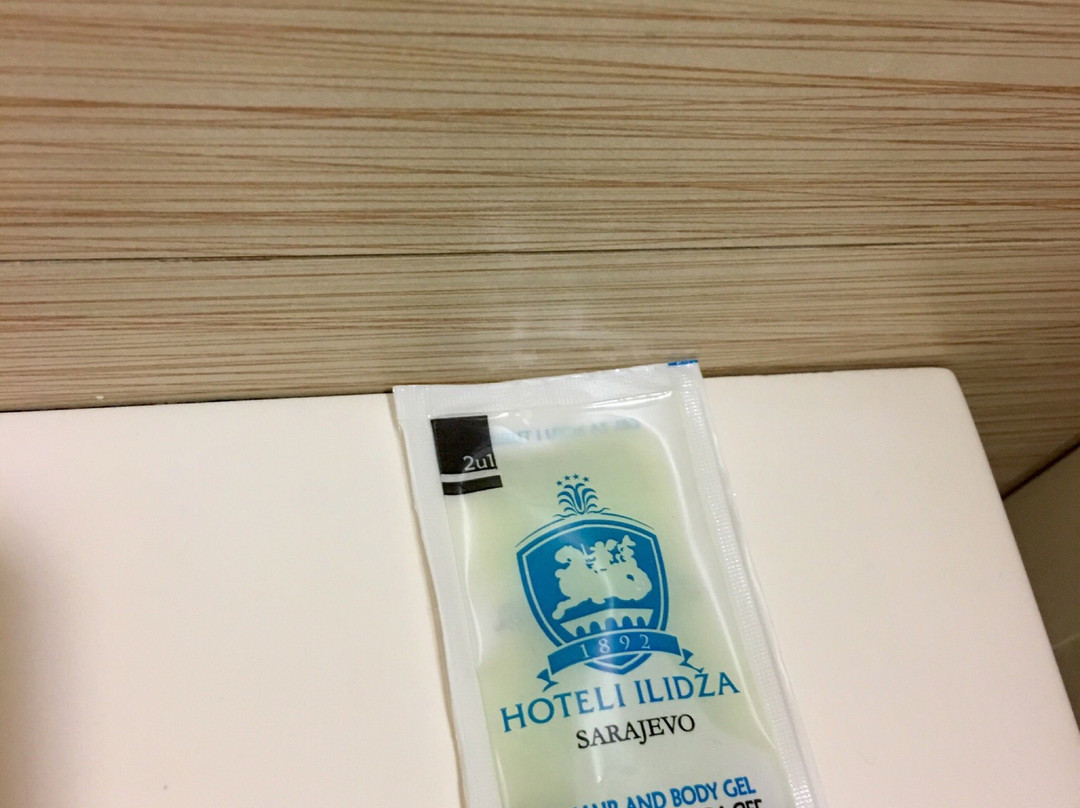 2u1
1892
HOTELI ILIDŽA
SARAJEVO
HAIR AND BODY GEL